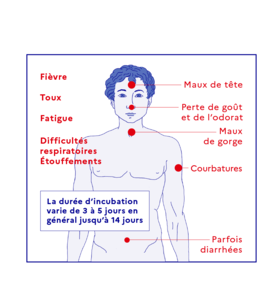 Fièvre
Toux
Fatigue
Difficultés
respiratoires
Étouffements
Maux de tête
Perte de goût
et de l'odorat
Maux
de gorge
Courbatures
La durée d'incubation
varie de 3 à 5 jours en
général jusqu'à 14 jours
Parfois
diarrhées